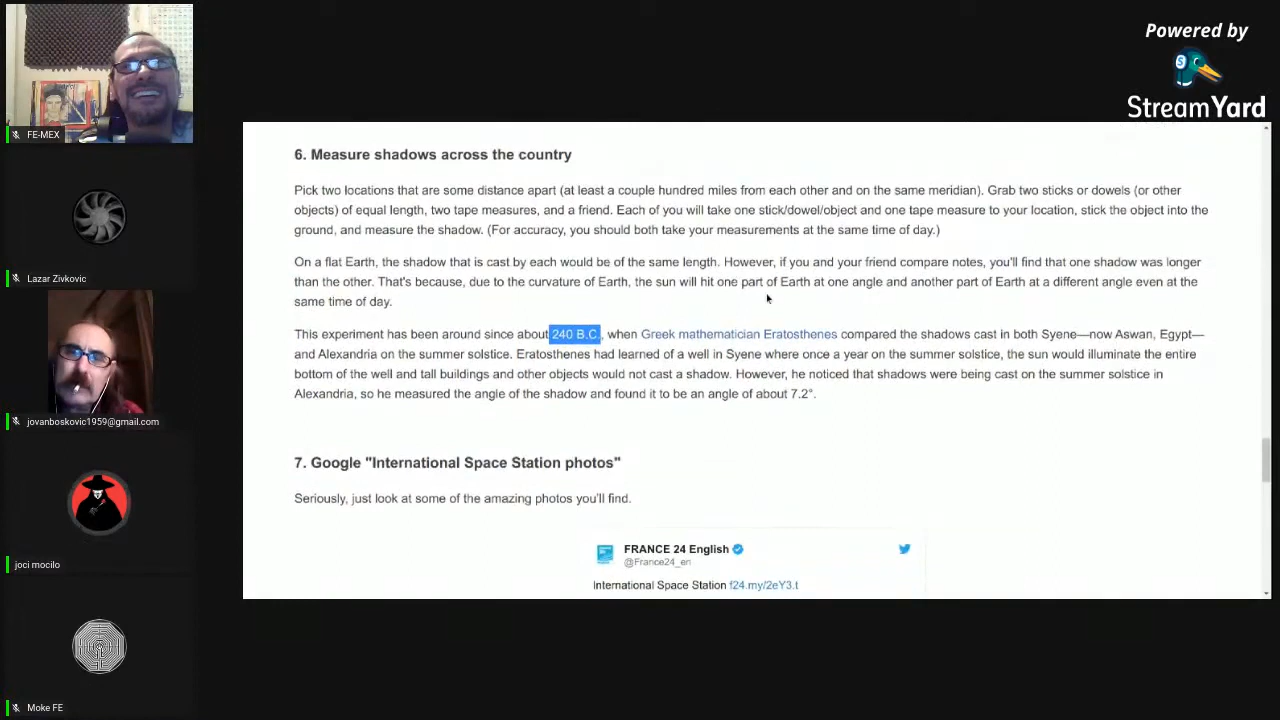 Powered by
StreamYard
FE-MEX
Lazar Zivkovic
jovanboskovic1959@gmail.com
joci mocilo
Moke FE
6. Measure shadows across the country
Pick two locations that are some distance apart (at least a couple hundred miles from each other and on the same meridian). Grab two sticks or dowels (or other
objects) of equal length, two tape measures, and a friend. Each of you will take one stick/dowel/object and one tape measure to your location, stick the object into the
ground, and measure the shadow. (For accuracy, you should both take your measurements at the same time of day.)
On a flat Earth, the shadow that is cast by each would be of the same length. However, if you and your friend compare notes, you'll find that one shadow was longer
than the other. That's because, due to the curvature of Earth, the sun will hit one part of Earth at one angle and another part of Earth at a different angle even at the
same time of day.
This experiment has been around since about 240 B.C., when Greek mathematician Eratosthenes compared the shadows cast in both Syene—now Aswan, Egypt—
and Alexandria on the summer solstice. Eratosthenes had learned of a well in Syene where once a year on the summer solstice, the sun would illuminate the entire
bottom of the well and tall buildings and other objects would not cast a shadow. However, he noticed that shadows were being cast on the summer solstice in
Alexandria, so he measured the angle of the shadow and found it to be an angle of about 7.2°.
7. Google "International Space Station photos"
Seriously, just look at some of the amazing photos you'll find.
FRANCE 24 English
@France24_en
International Space Station f24.my/2eY3.t